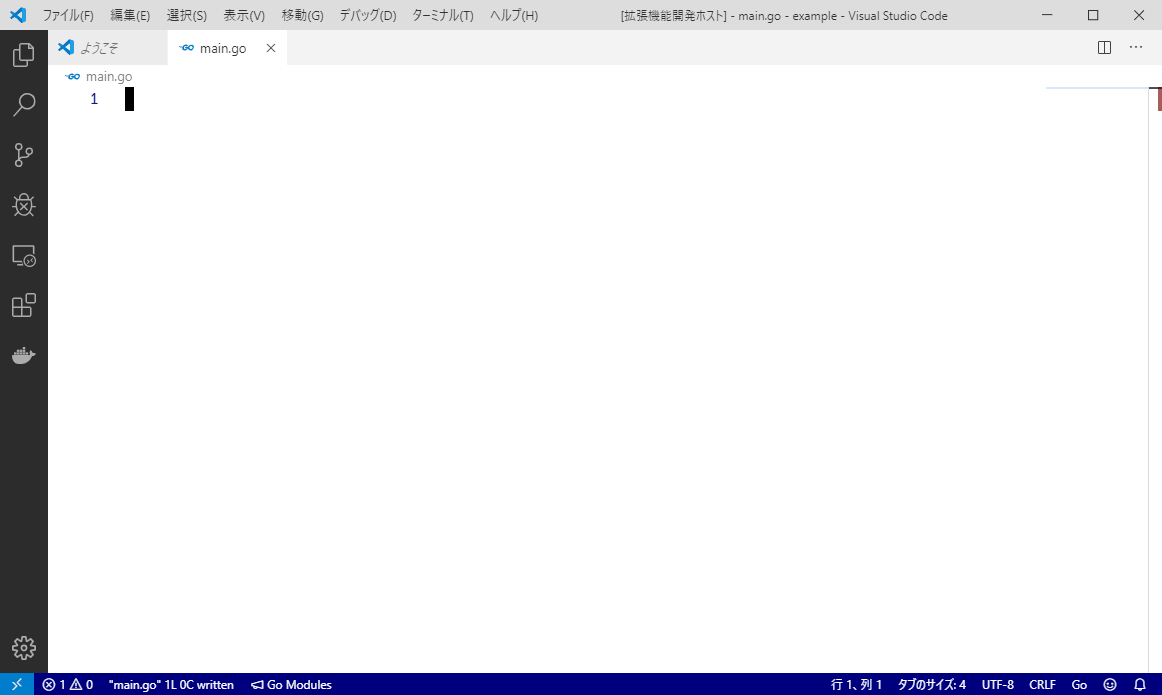 ファイル(F) 編集(E) 選択(S) 表示(V) 移動(G) デバッグ(D) ターミナル(T) ヘルプ(H) [拡張機能開発ホスト] - main.go - example - Visual Studio Code
ようこそ GO main.go
GO main.go
1
1 0 "main.go" 1L 0C written Go Modules 行 1、列 1 タブのサイズ: 4 UTF-8 CRLF Go